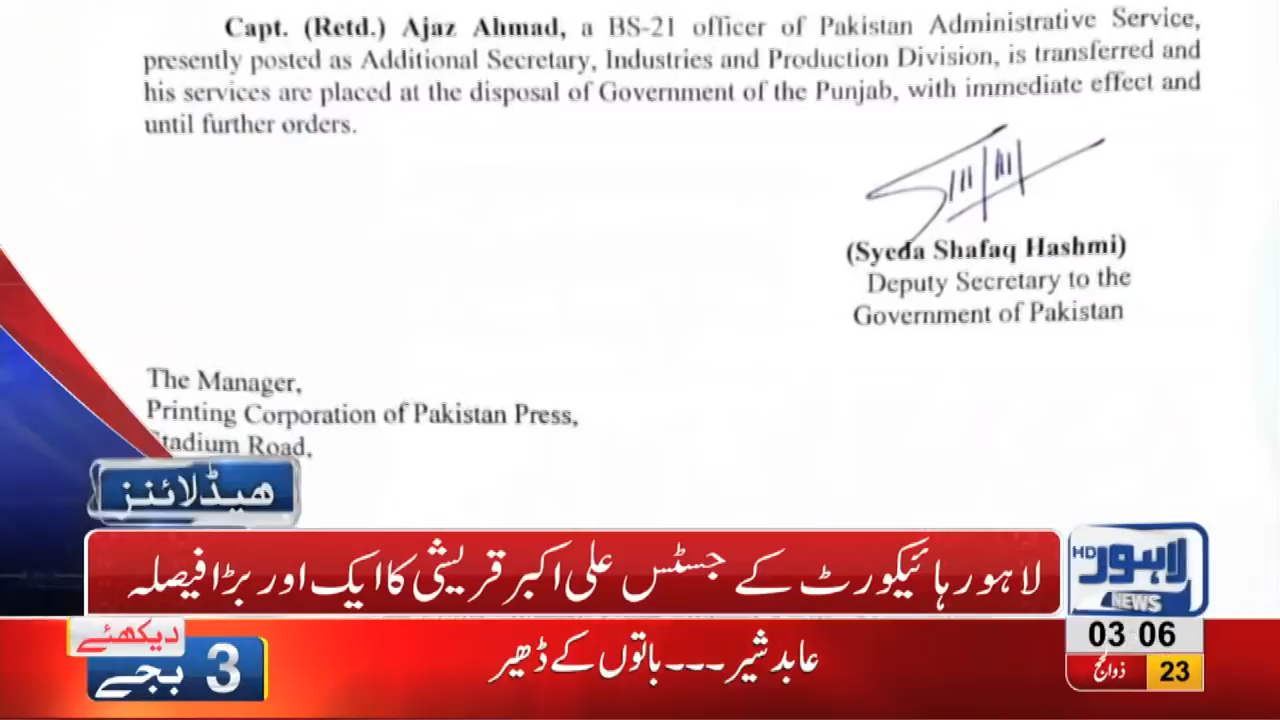 Capt. (Retd.) Ajaz Ahmad, a BS-21 officer of Pakistan Administrative Service,
presently posted as Additional Secretary, Industries and Production Division, is transferred and
his services are placed at the disposal of Government of the Punjab, with immediate effect and
until further orders.
(Syeda Shafaq Hashmi)
Deputy Secretary to the
Government of Pakistan
The Manager,
Printing Corporation of Pakistan Press,
Stadium Road,
ھیڈلائنز
لاہور ہائیکورٹ کے جسٹس علی اکبر قریشی کا ایک اور بڑا فیصلہ
HD لاہور
NEWS
دیکھئے
3 بجے
عابد شیر ۔۔۔ باتوں کے ڈھیر
03 06
23 ذوالحج